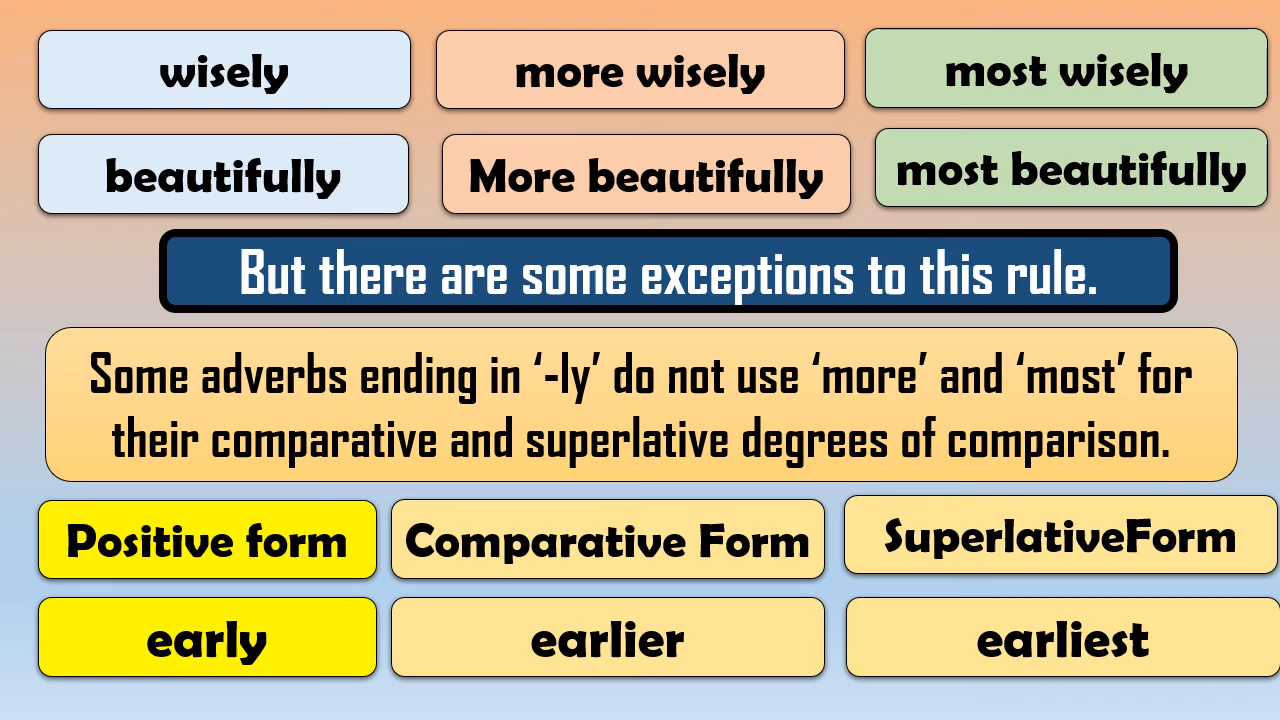 wisely more wisely most wisely
beautifully More beautifully most beautifully
But there are some exceptions to this rule.
Some adverbs ending in ‘-ly’ do not use ‘more’ and ‘most’ for
their comparative and superlative degrees of comparison.
Positive form Comparative Form SuperlativeForm
early earlier earliest